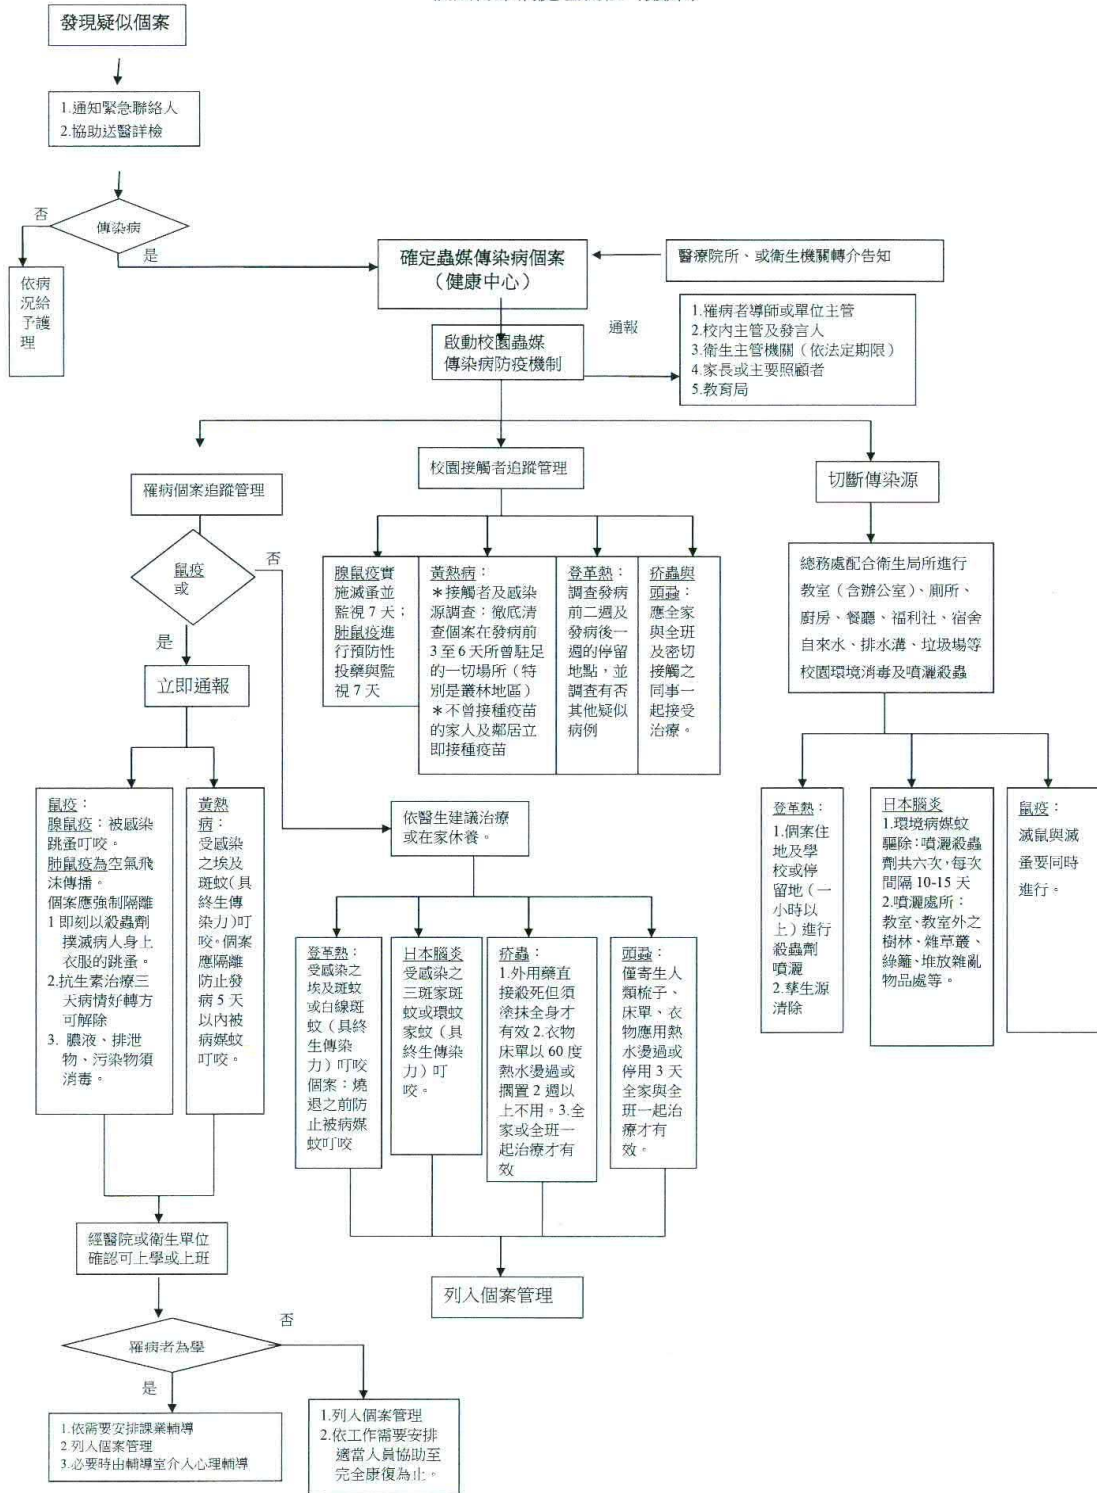 發現疑似個案
1.通知緊急聯絡人
2.協助送醫詳檢
否
傳染病
是
依病
況給
予護
理
確定蟲媒傳染病個案
（健康中心）
醫療院所、或衛生機關轉介告知
啟動校園蟲媒
傳染病防疫機制
通報
1.罹病者導師或單位主管
2.校內主管及發言人
3.衛生主管機關（依法定期限）
4.家長或主要照顧者
5.教育局
罹病個案追蹤管理
校園接觸者追蹤管理
切斷傳染源
鼠疫
或
否
是
立即通報
腺鼠疫實
施滅蚤並
監視 7 天；
肺鼠疫進
行預防性
投藥與監
視 7 天
黃熱病：
＊接觸者及感染
源調查：徹底清
查個案在發病前
3 至 6 天所曾駐足
的一切場所（特
別是叢林地區）
＊不曾接種疫苗
的家人及鄰居立
即接種疫苗
登革熱：
調查發病
前二週及
發病後一
週的停留
地點，並
調查有否
其他疑似
病例
疥蟲與
頭蝨：
應全家
與全班
及密切
接觸之
同事一
起接受
治療。
總務處配合衛生局所進行
教室（含辦公室）、廁所、
廚房、餐廳、福利社、宿舍
自來水、排水溝、垃圾場等
校園環境消毒及噴灑殺蟲
鼠疫：
腺鼠疫：被感染
跳蚤叮咬。
肺鼠疫為空氣飛
沫傳播。
個案應強制隔離
1 即刻以殺蟲劑
撲滅病人身上
衣服的跳蚤。
2.抗生素治療三
天病情好轉方
可解除
3. 膿液、排泄
物、污染物須
消毒。
黃熱
病：
受感染
之埃及
斑蚊(具
終生傳
染力)叮
咬。個案
應隔離
防止發
病 5 天
以內被
病媒蚊
叮咬。
依醫生建議治療
或在家休養。
登革熱：
受感染之
埃及斑蚊
或白線斑
蚊（具終
生傳染
力）叮咬
個案：燒
退之前防
止被病媒
蚊叮咬
日本腦炎
受感染之
三斑家斑
蚊或環蚊
家蚊（具
終生傳染
力）叮
咬。
疥蟲：
1.外用藥直
接殺死但須
塗抹全身才
有效 2.衣物
床單以 60 度
熱水燙過或
擱置 2 週以
上不用。3.全
家或全班一
起治療才有
效
頭蝨：
僅寄生人
類梳子、
床單、衣
物應用熱
水燙過或
停用 3 天
全家與全
班一起治
療才有
效。
登革熱：
1.個案住
地及學
校或停
留地（一
小時以
上）進行
殺蟲劑
噴灑
2.孳生源
清除
日本腦炎
1.環境病媒蚊
驅除：噴灑殺蟲
劑共六次，每次
間隔 10-15 天
2.噴灑處所：
教室、教室外之
樹林、雜草叢、
綠籬、堆放雜亂
物品處等。
鼠疫：
滅鼠與滅
蚤要同時
進行。
經醫院或衛生單位
確認可上學或上班
列入個案管理
罹病者為學
否
是
1.依需要安排課業輔導
2 列入個案管理
3.必要時由輔導室介入心理輔導
1.列入個案管理
2.依工作需要安排
適當人員協助至
完全康復為止。